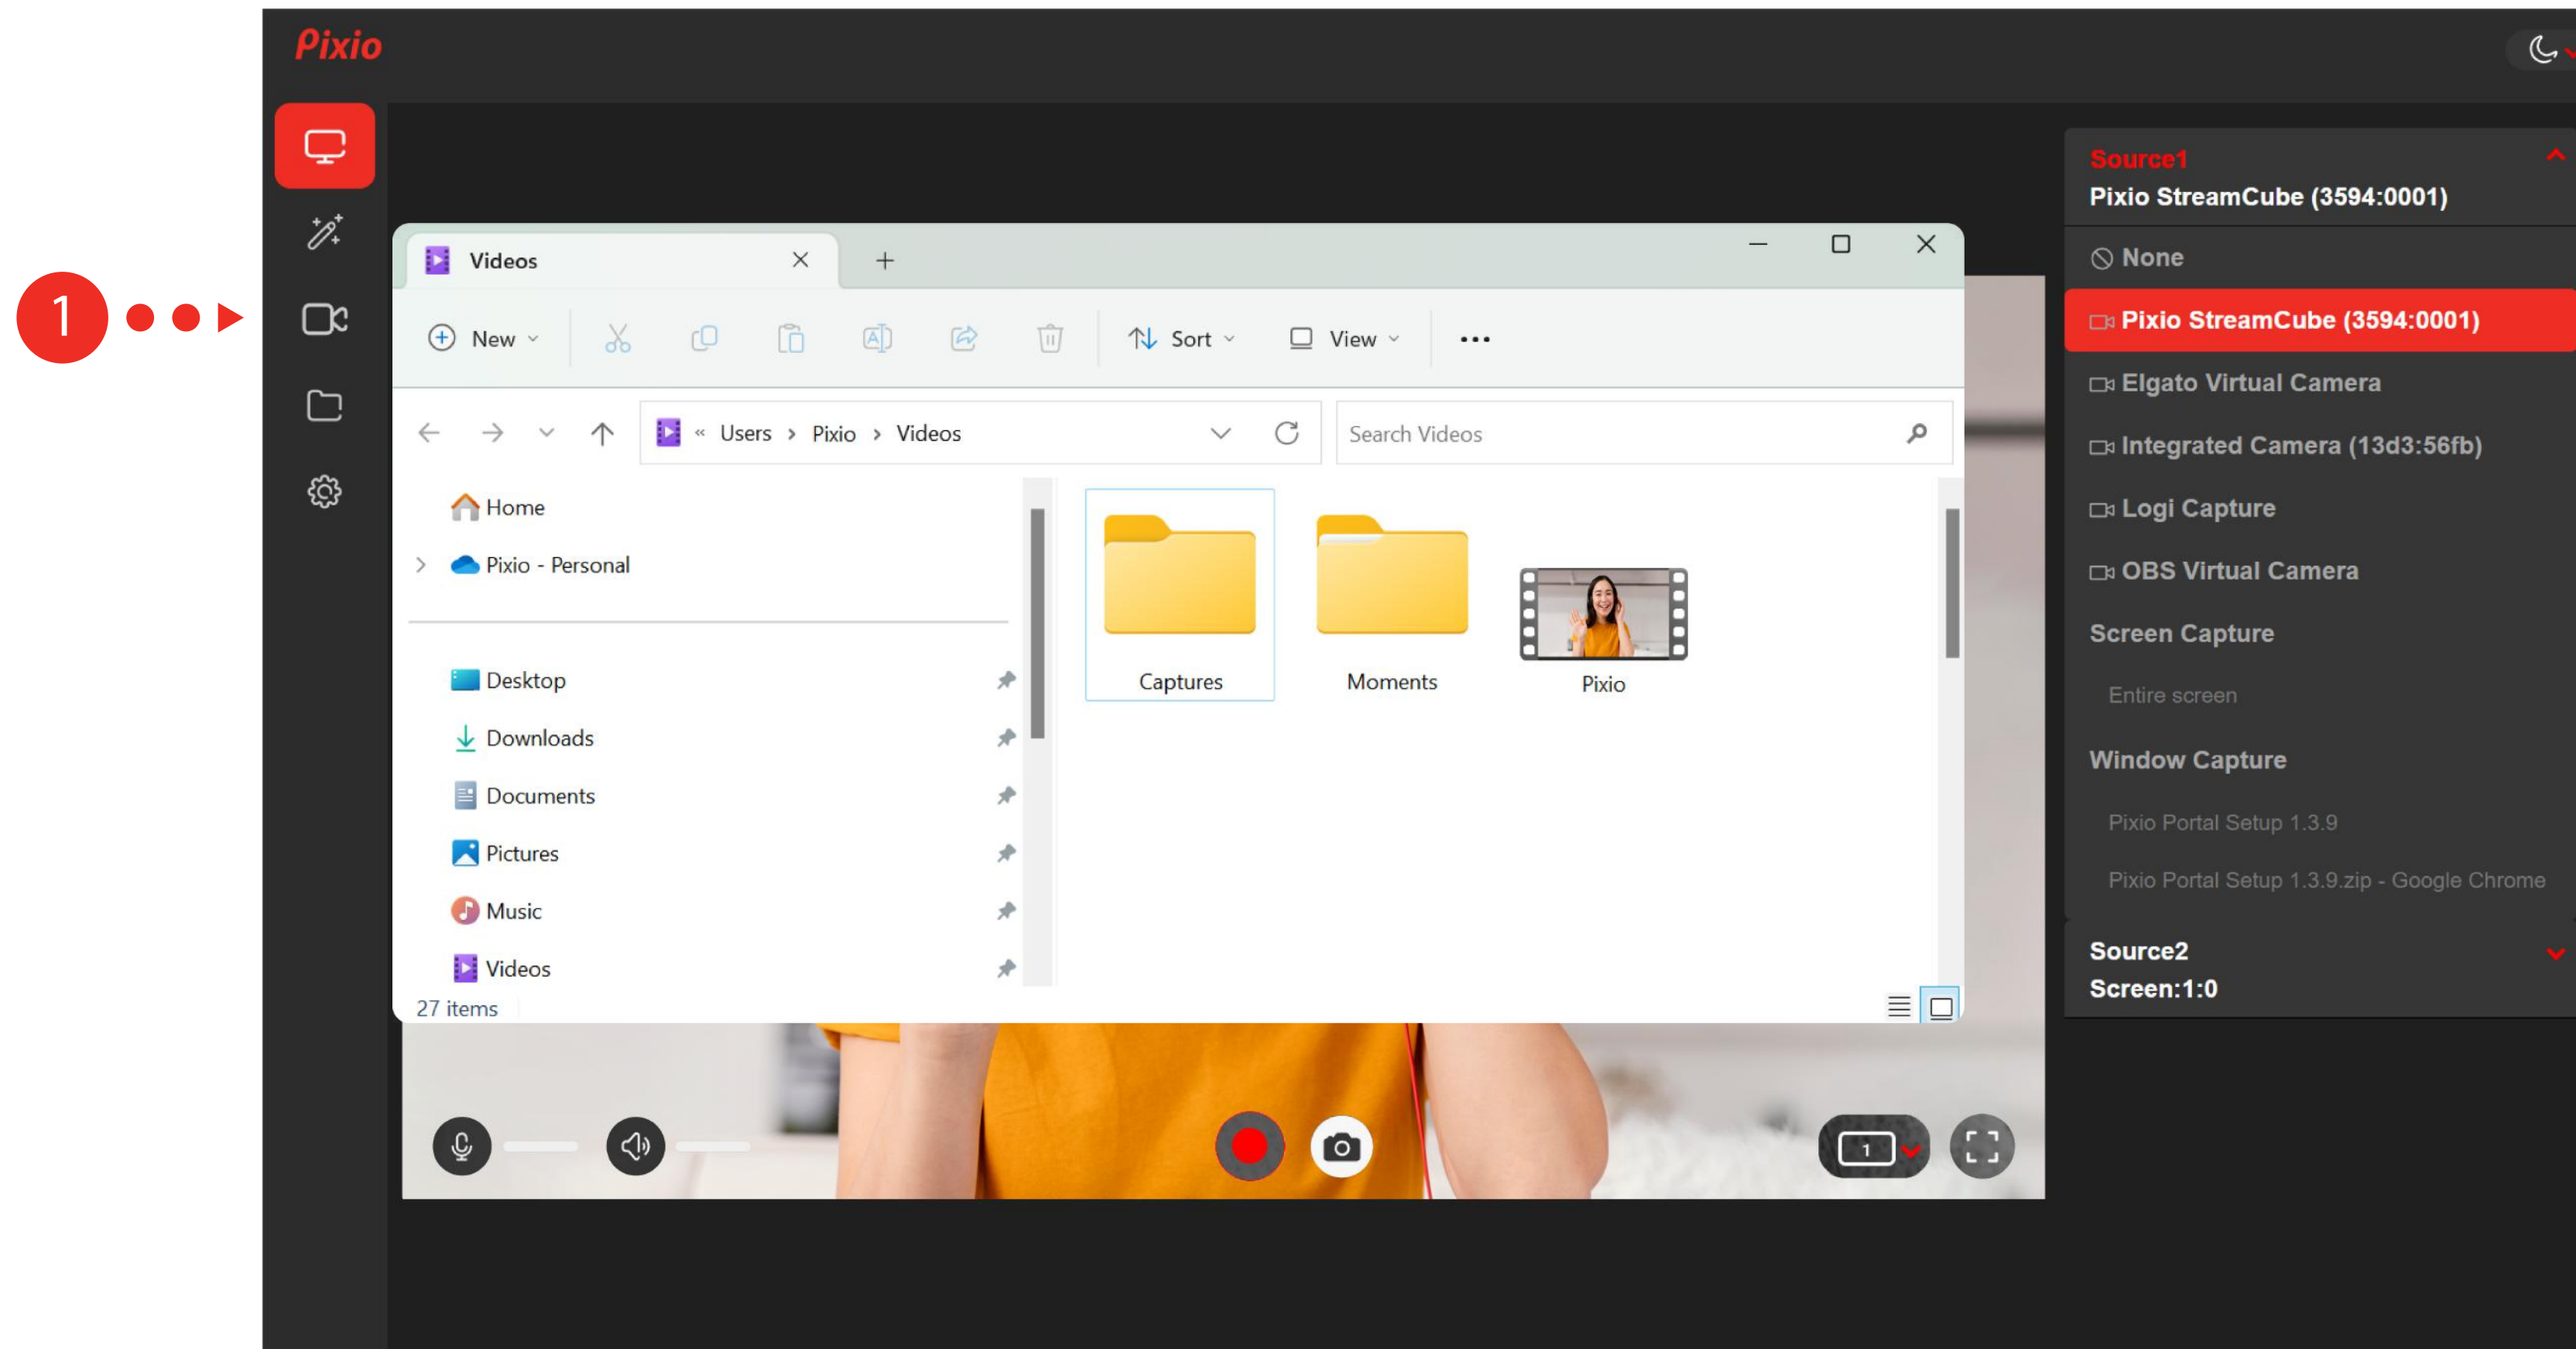 Pixio
Source1
Pixio StreamCube (3594:0001)
None
Pixio StreamCube (3594:0001)
Elgato Virtual Camera
Integrated Camera (13d3:56fb)
Logi Capture
OBS Virtual Camera
Screen Capture
Entire screen
Window Capture
Pixio Portal Setup 1.3.9
Pixio Portal Setup 1.3.9.zip - Google Chrome
Source2
Screen:1:0
1
Videos
New
Sort
View
« Users > Pixio > Videos
Search Videos
Home
Pixio - Personal
Desktop
Downloads
Documents
Pictures
Music
Videos
27 items
Captures
Moments
Pixio
1